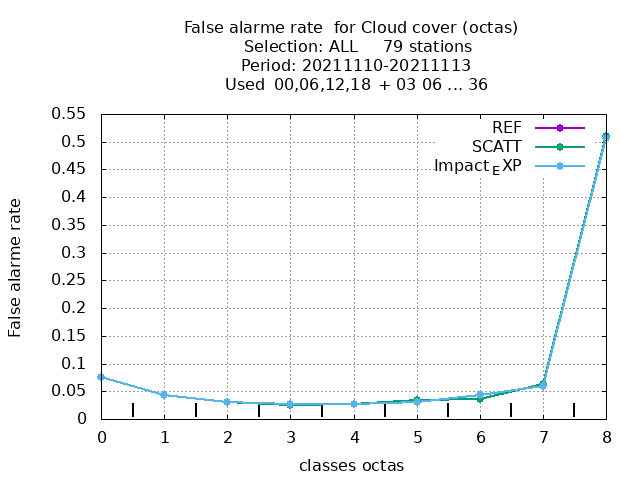 False alarme rate  for Cloud cover (octas)
Selection: ALL     79 stations
Period: 20211110-20211113
Used  00,06,12,18  + 03 06 ... 36
REF
SCATT
Impact_EXP
0.55
0.5
0.45
0.4
0.35
0.3
0.25
0.2
0.15
0.1
0.05
0
False alarme rate
0 1 2 3 4 5 6 7 8
classes octas